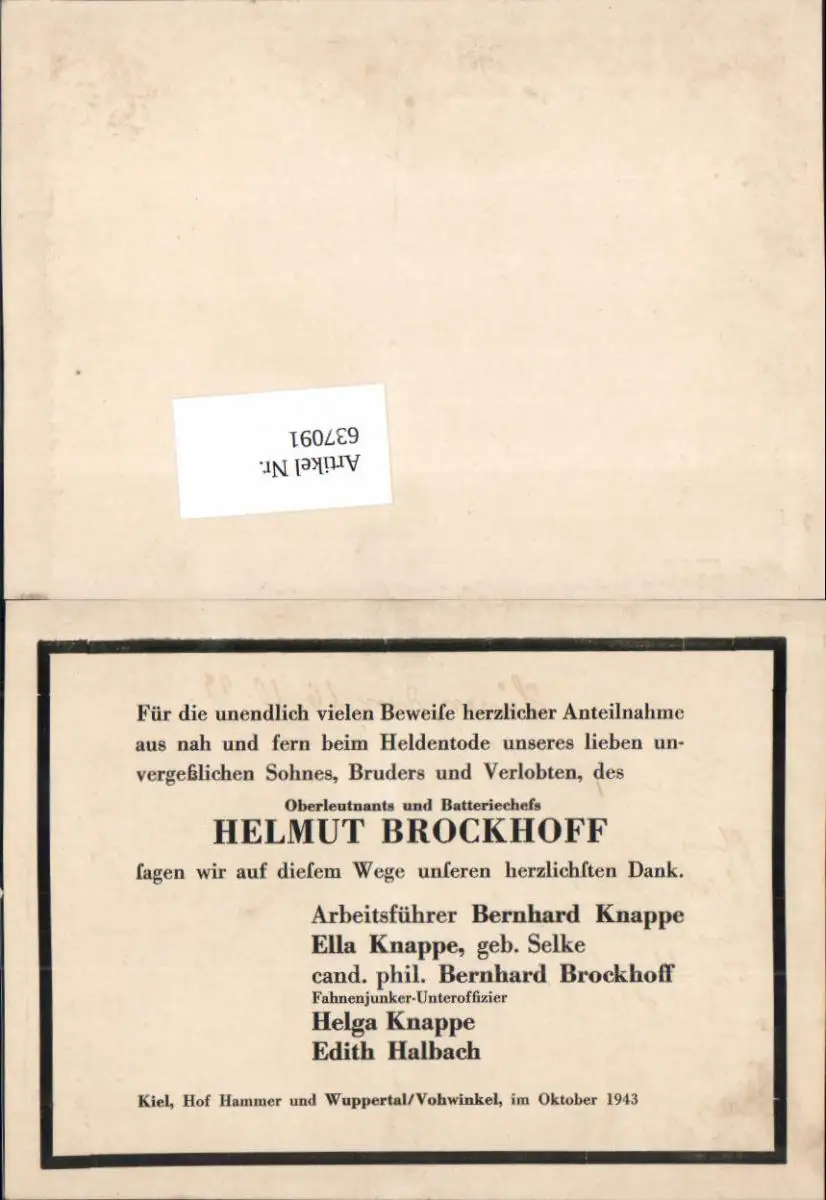 Artikel Nr.
637091
Für die unendlich vielen Beweiſe herzlicher Anteilnahme
aus nah und fern beim Heldentode unseres lieben un-
vergeßlichen Sohnes, Bruders und Verlobten, des
Oberleutnants und Batteriechefs
HELMUT BROCKHOFF
ſagen wir auf dieſem Wege unſeren herzlichſten Dank.
Arbeitsführer Bernhard Knappe
Ella Knappe, geb. Selke
cand. phil. Bernhard Brockhoff
Fahnenjunker-Unteroffizier
Helga Knappe
Edith Halbach
Kiel, Hof Hammer und Wuppertal/Vohwinkel, im Oktober 1943